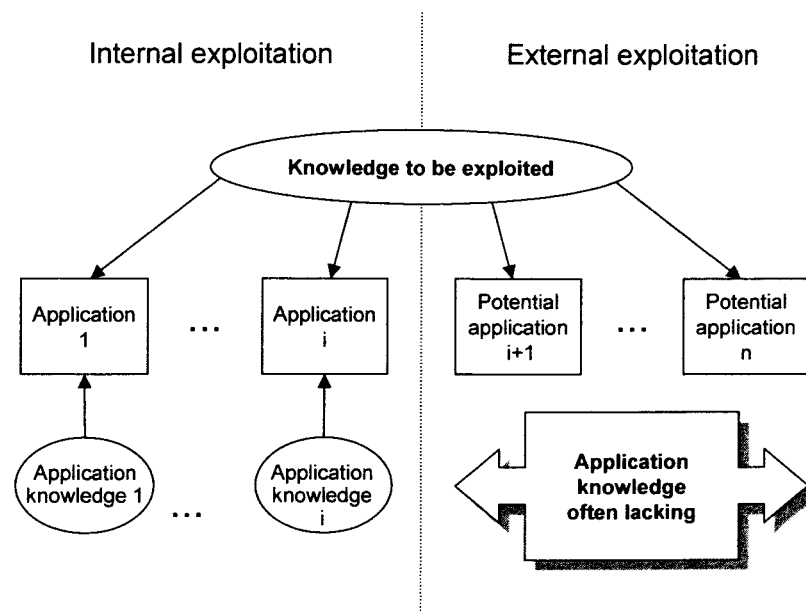 Internal exploitation
External exploitation
Knowledge to be exploited
Application
1
...
Application
i
Potential
application
i+1
...
Potential
application
n
Application
knowledge 1
...
Application
knowledge
i
Application
knowledge
often lacking